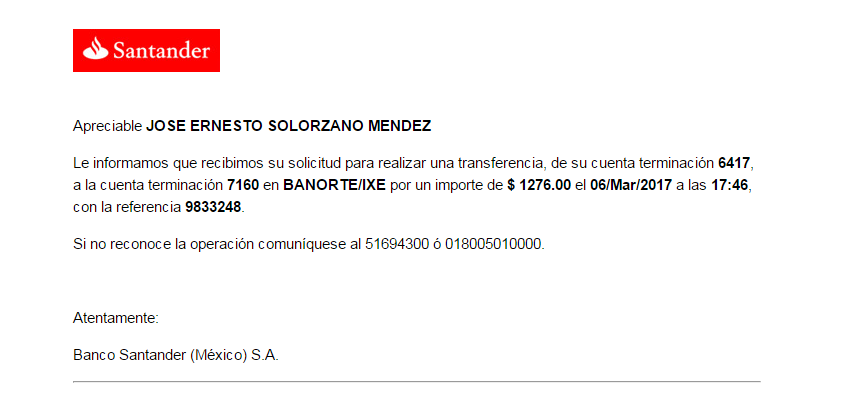 Santander
Apreciable JOSE ERNESTO SOLORZANO MENDEZ
Le informamos que recibimos su solicitud para realizar una transferencia, de su cuenta terminación 6417,
a la cuenta terminación 7160 en BANORTE/IXE por un importe de $ 1276.00 el 06/Mar/2017 a las 17:46,
con la referencia 9833248.
Si no reconoce la operación comuníquese al 51694300 ó 018005010000.
Atentamente:
Banco Santander (México) S.A.